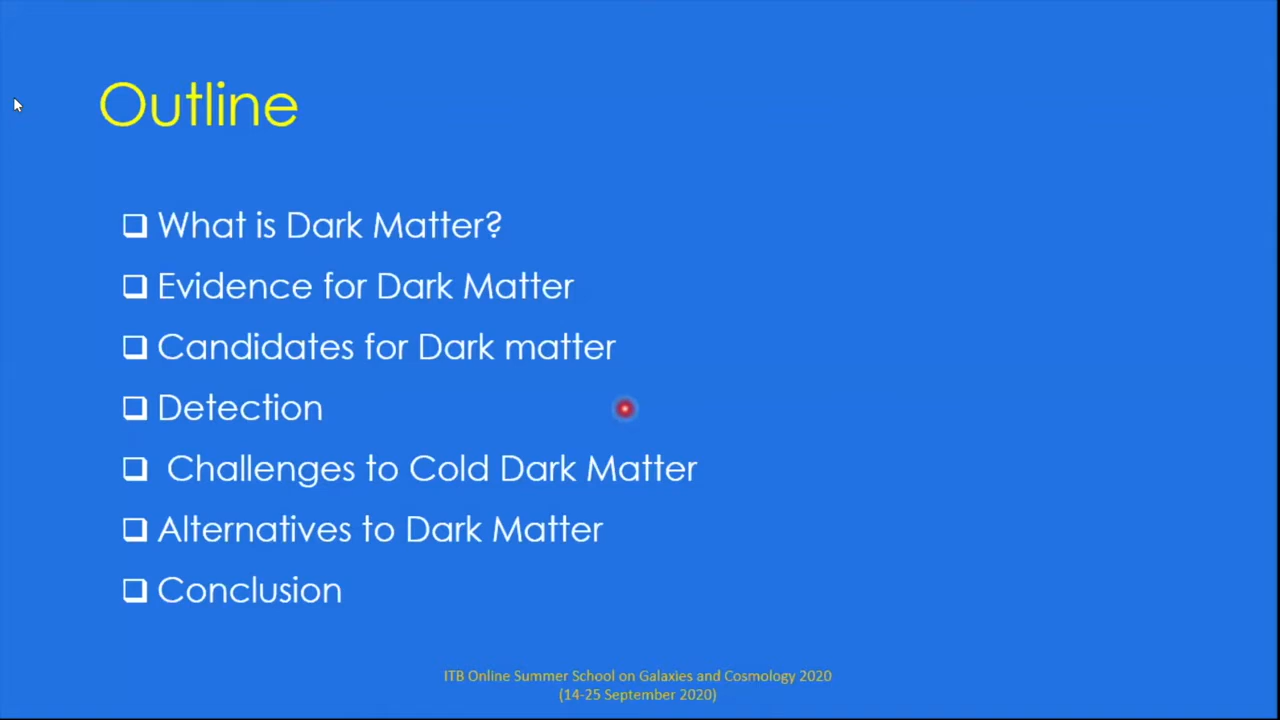 Outline
What is Dark Matter?
Evidence for Dark Matter
Candidates for Dark matter
Detection
Challenges to Cold Dark Matter
Alternatives to Dark Matter
Conclusion
ITB Online Summer School on Galaxies and Cosmology 2020
(14-25 September 2020)